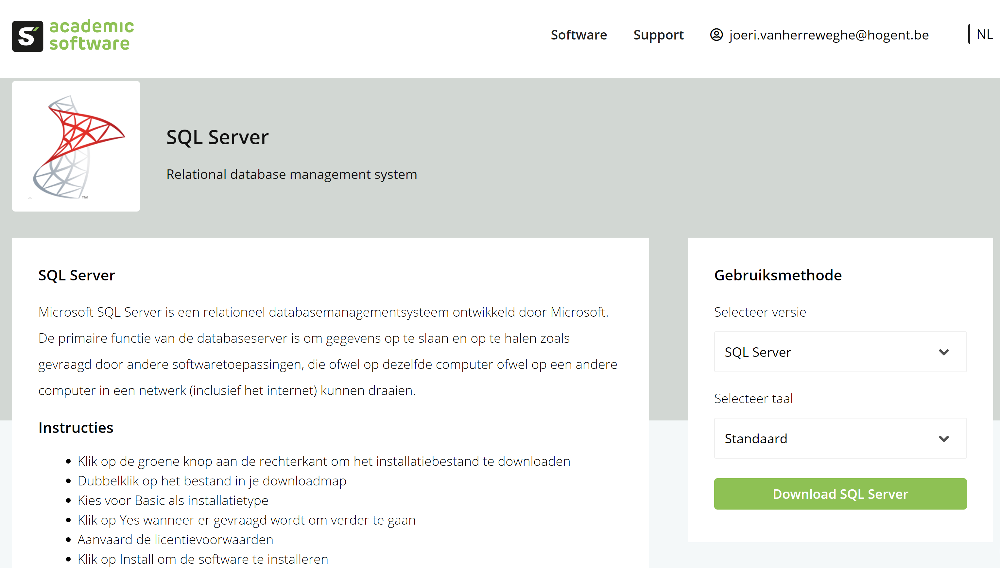 academic
software
Software
Support
joeri.vanherreweghe@hogent.be
NL
TM
SQL Server
Relational database management system
SQL Server
Microsoft SQL Server is een relationeel databasemanagementsysteem ontwikkeld door Microsoft.
De primaire functie van de databaseserver is om gegevens op te slaan en op te halen zoals
gevraagd door andere softwaretoepassingen, die ofwel op dezelfde computer ofwel op een andere
computer in een netwerk (inclusief het internet) kunnen draaien.
Instructies
• Klik op de groene knop aan de rechterkant om het installatiebestand te downloaden
• Dubbelklik op het bestand in je downloadmap
• Kies voor Basic als installatietype
• Klik op Yes wanneer er gevraagd wordt om verder te gaan
• Aanvaard de licentievoorwaarden
• Klik op Install om de software te installeren
Gebruiksmethode
Selecteer versie
SQL Server
Selecteer taal
Standaard
Download SQL Server